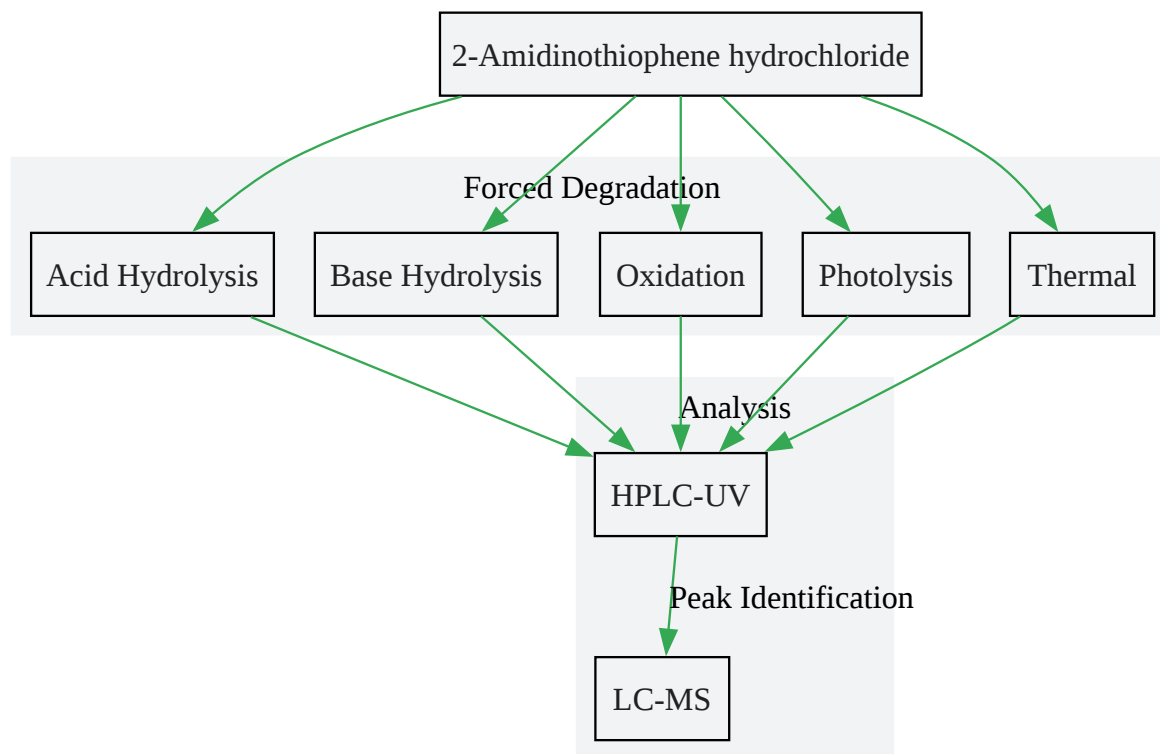 2-Amidinothiophene hydrochloride
Forced Degradation
Acid Hydrolysis
Base Hydrolysis
Oxidation
Photolysis
Thermal
Analysis
HPLC-UV
Peak Identification
LC-MS